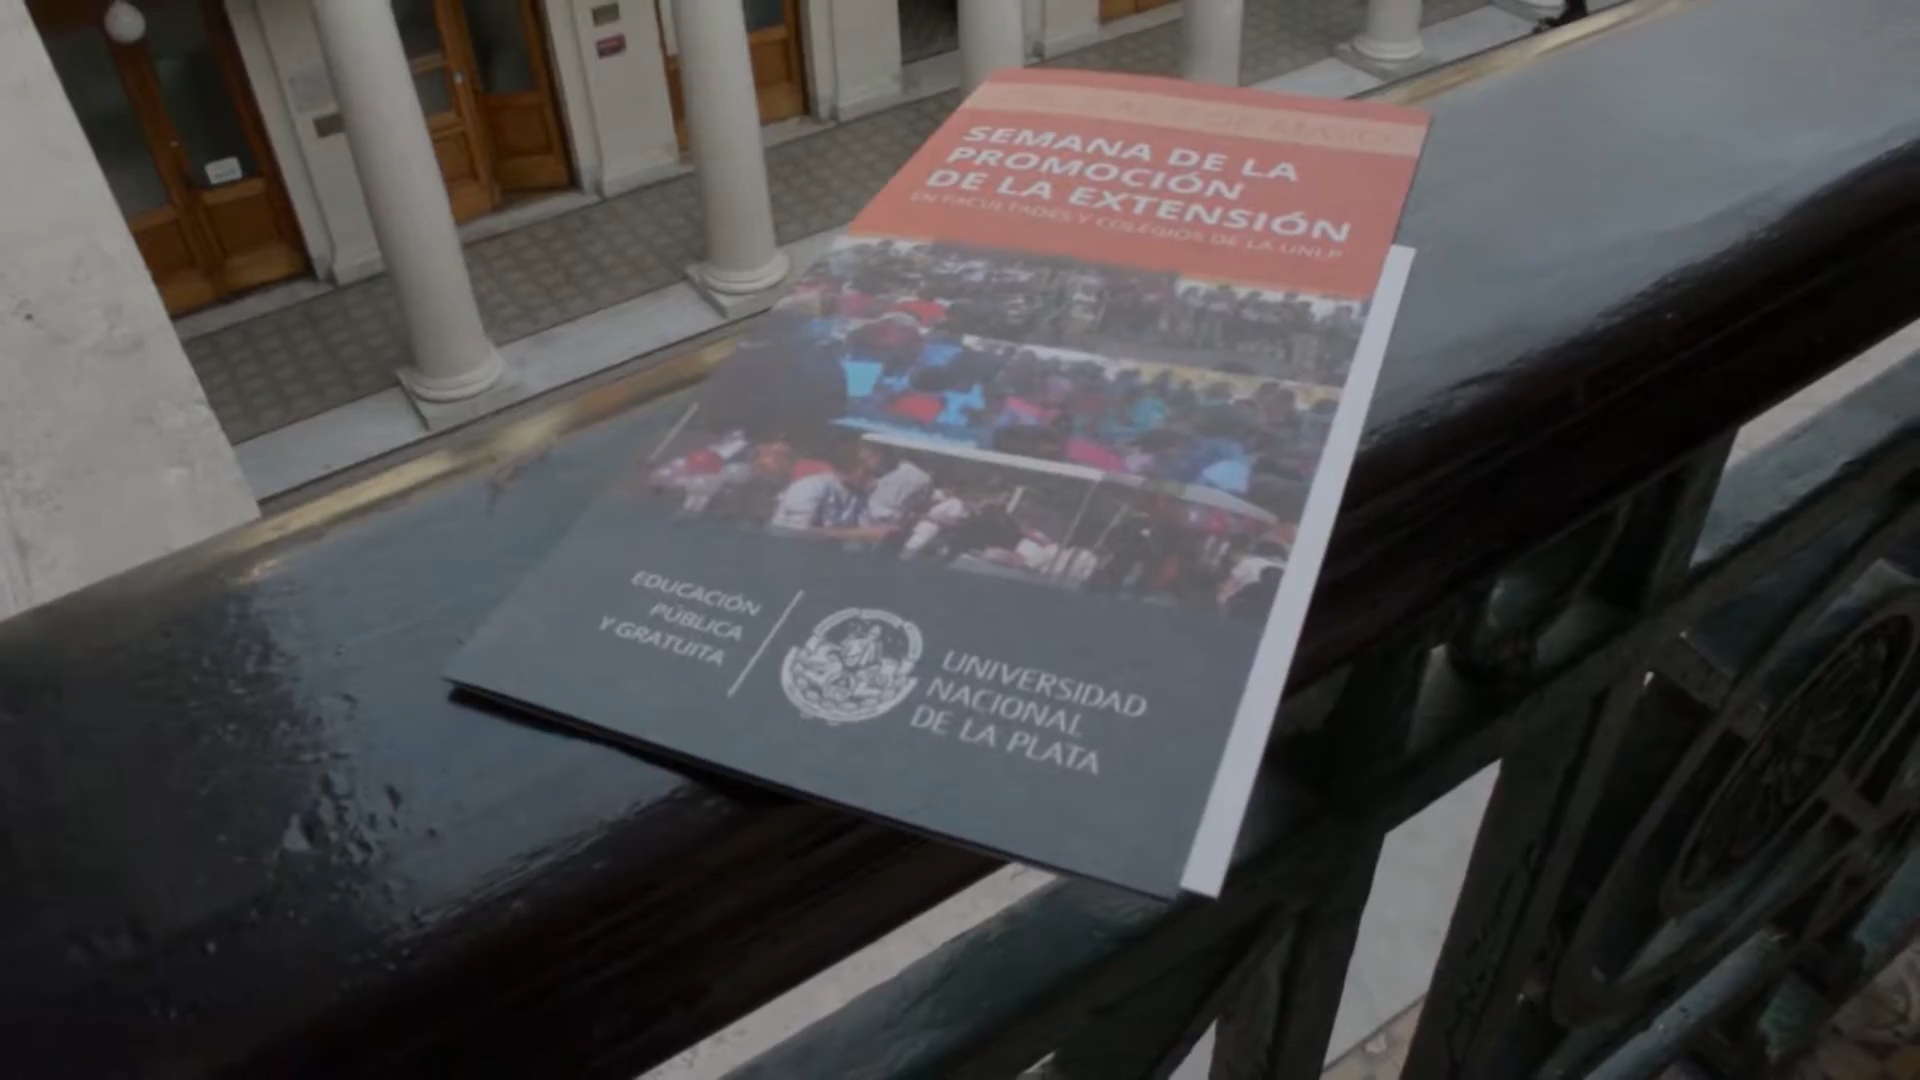 SEMANA DE LA
PROMOCIÓN
DE LA EXTENSIÓN
EN FACULTADES Y COLEGIOS DE LA UNLP
EDUCACIÓN
PÚBLICA
Y GRATUITA
UNIVERSIDAD
NACIONAL
DE LA PLATA